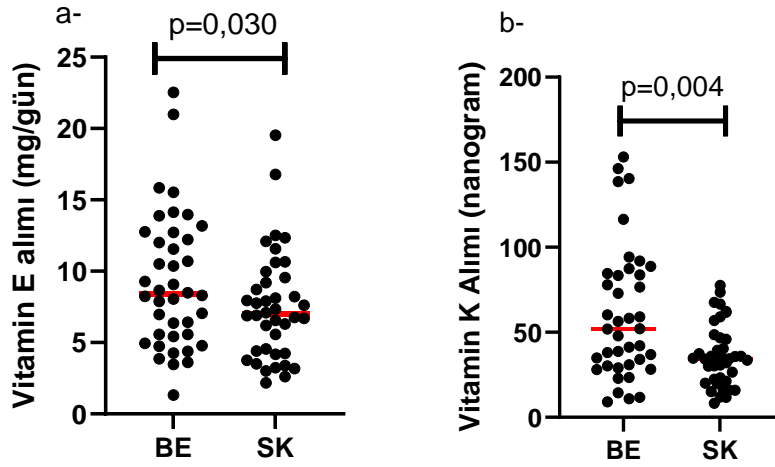 a-
p=0,030
Vitamin E alımı (mg/gün)
25
20
15
10
5
0
BE
SK
b-
p=0,004
Vitamin K Alımı (nanogram)
200
150
100
50
0
BE
SK